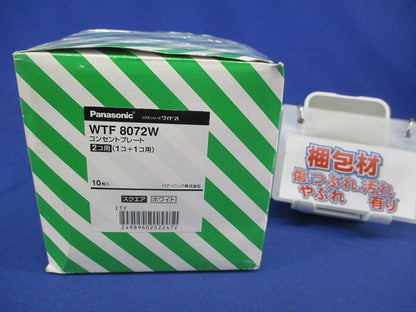 Panasonic
コスモシリーズ ワイド21
WTF 8072W
コンセントプレート
2コ用 (1コ+1コ用)
10枚入
パナソニック株式会社
スクエア ホワイト
ITF
24989602522472
梱包材
傷・つぶれ・汚れ
やぶれ 有り